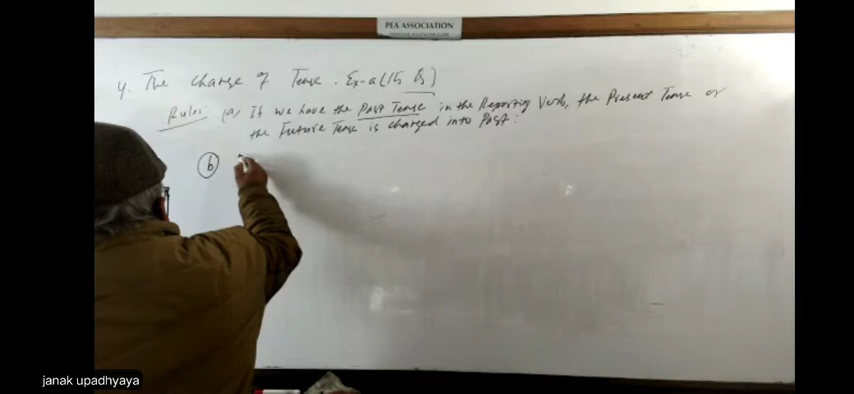 PEA ASSOCIATION
4. The change of Tense. Ex-a (15 Qs)
Rules: (a) If we have the Past Tense in the Reporting Verb, the Present Tense or
the Future Tense is changed into Past:
(b)
janak upadhyaya